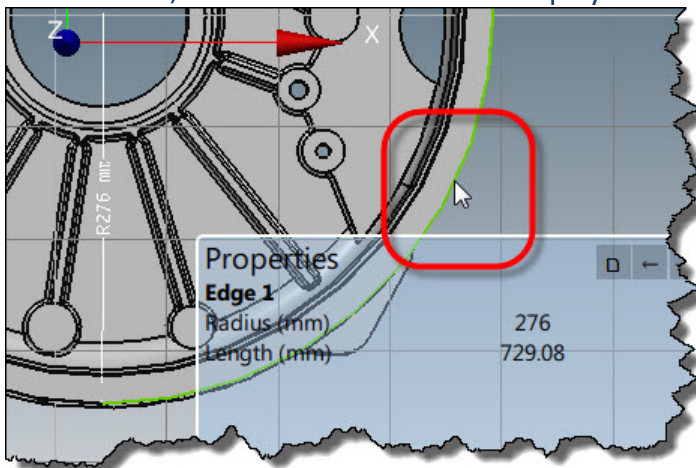 Z
X
R276 mm
Properties
Edge 1
Radius (mm) 276
Length (mm) 729.08